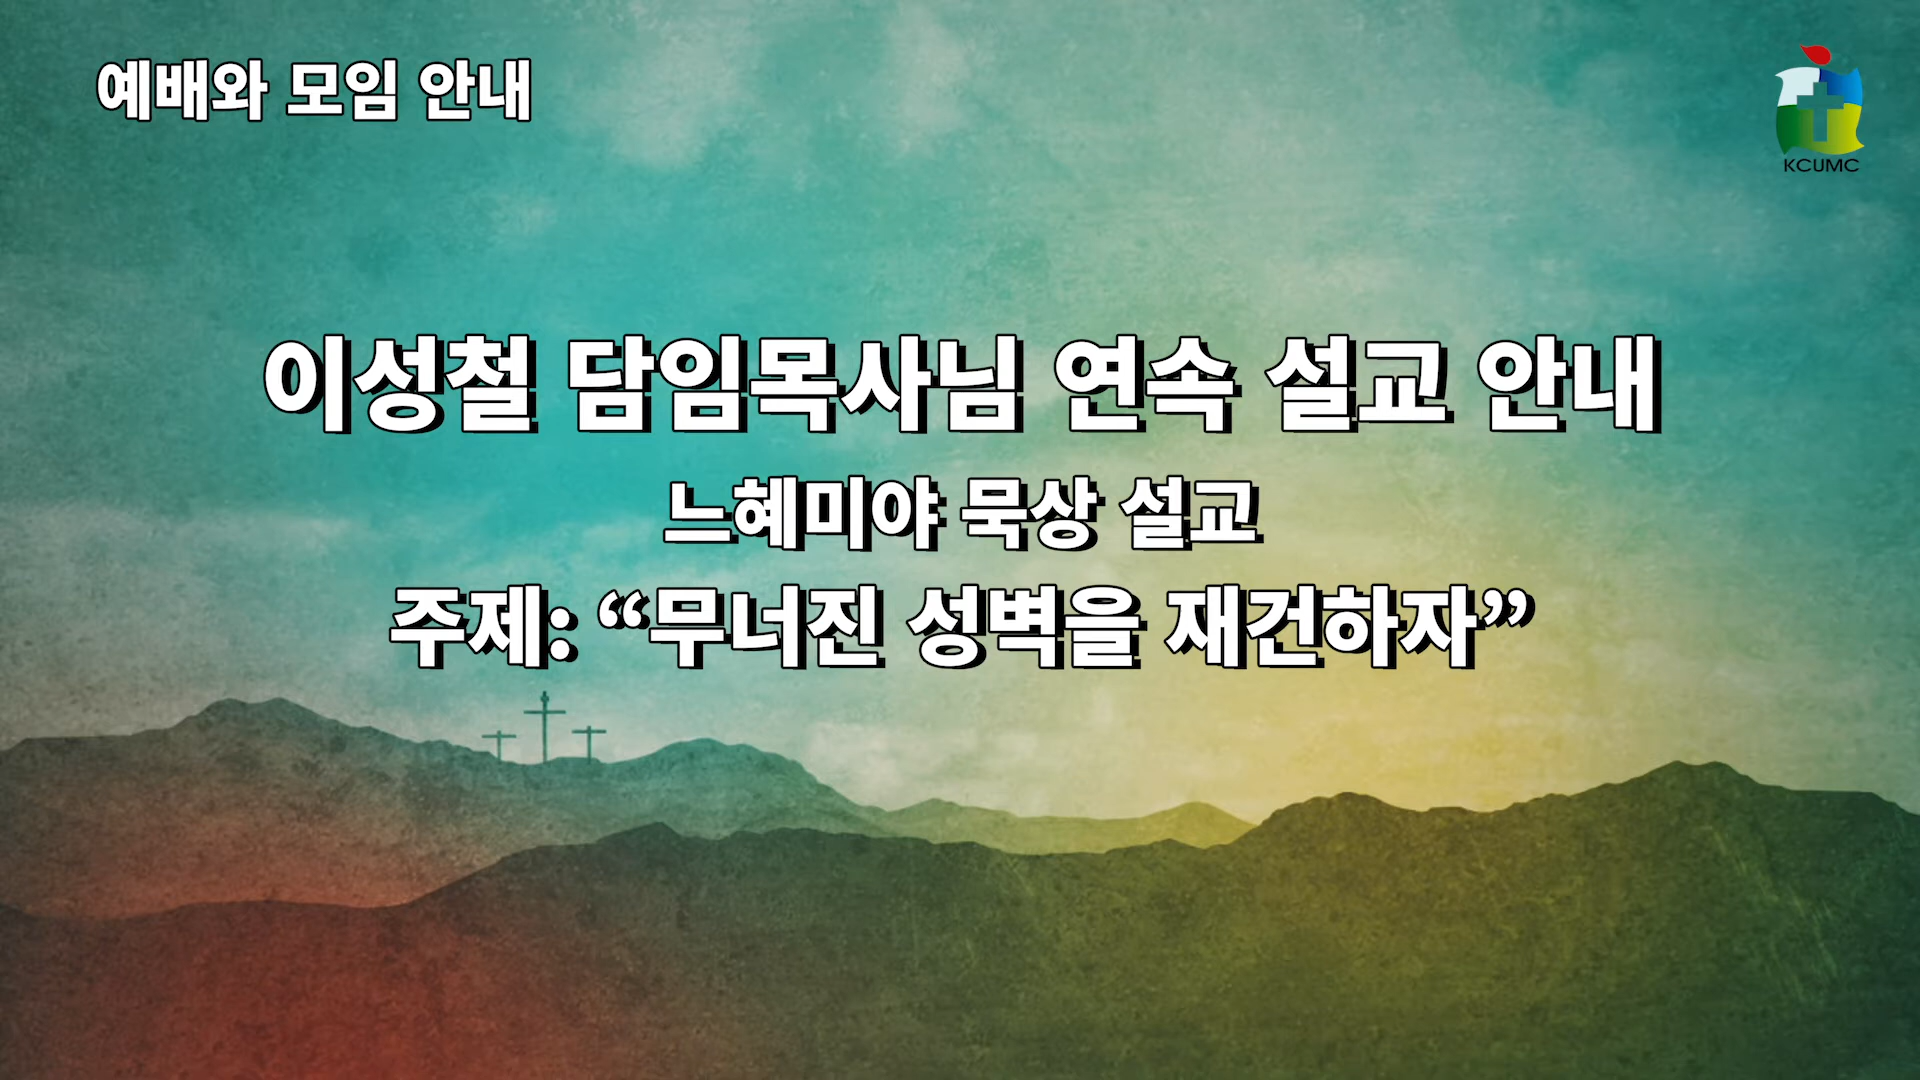 예배와 모임 안내
KCUMC
이성철 담임목사님 연속 설교 안내
느혜미야 묵상 설교
주제: “무너진 성벽을 재건하자”